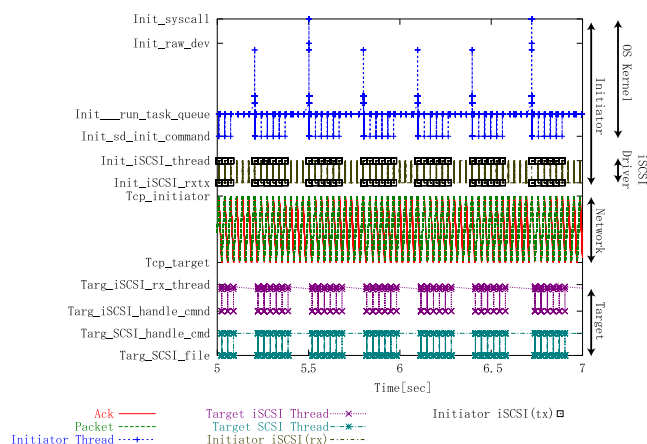 Init_syscall
Init_raw_dev
Init___run_task_queue
Init_sd_init_command
Init_iSCSI_thread
Init_iSCSI_rxtx
Tcp_initiator
Tcp_target
Targ_iSCSI_rx_thread
Targ_iSCSI_handle_cmnd
Targ_SCSI_handle_cmd
Targ_SCSI_file
5 5.5 6 6.5 7
Time[sec]
Initiator
OS Kernel
Driver
iSCSI
Network
Target
Ack
Packet
Initiator Thread
Target iSCSI Thread
Target SCSI Thread
Initiator iSCSI(rx)
Initiator iSCSI(tx)